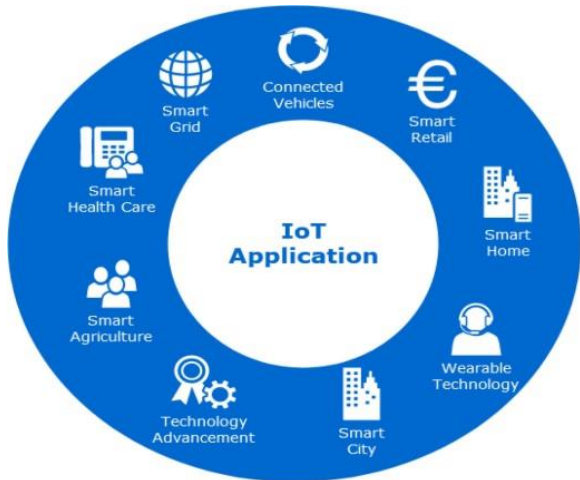 Connected
Vehicles
Smart
Retail
Smart
Home
Wearable
Technology
Smart
City
Technology
Advancement
Smart
Agriculture
Smart
Health Care
Smart
Grid
IoT
Application